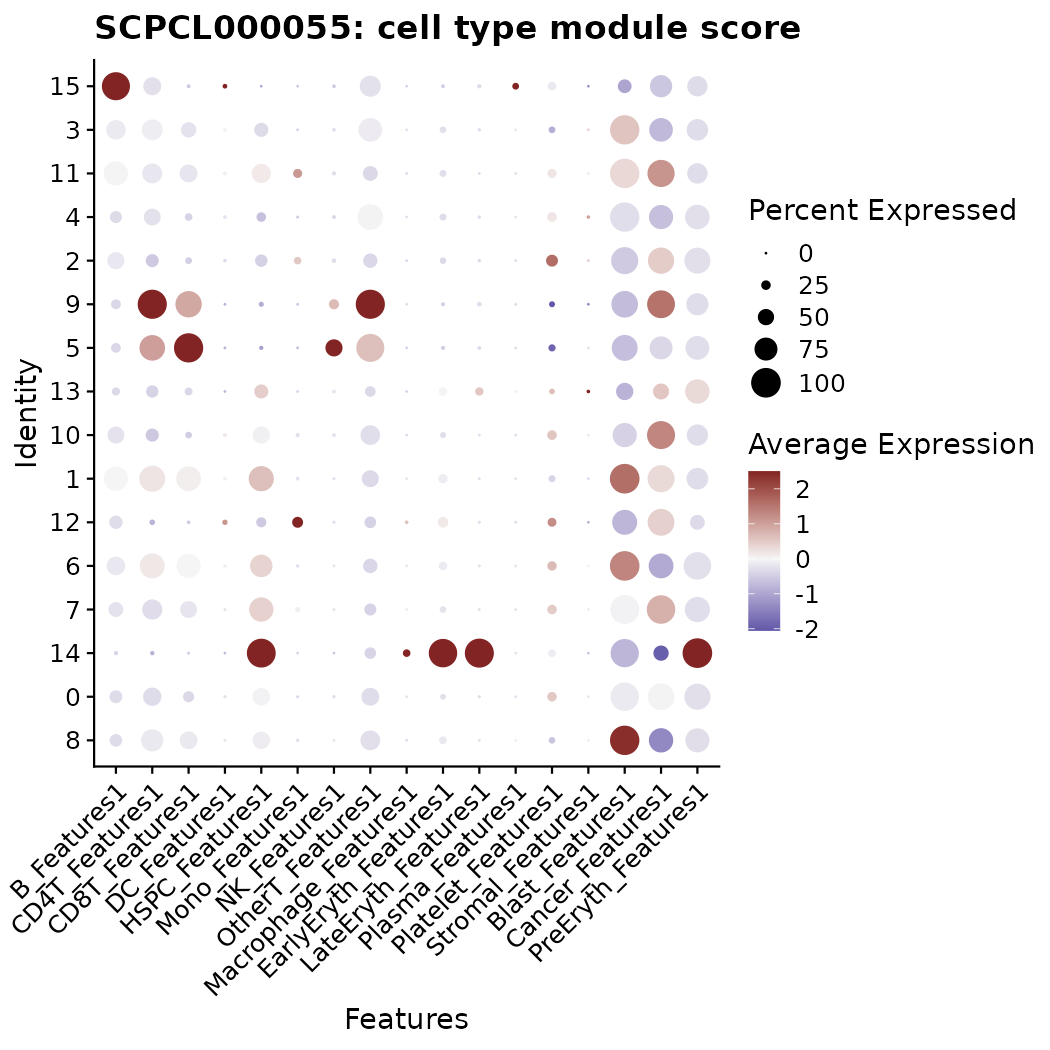 SCPCL000055: cell type module score
15
3
11
4
2
9
5
13
10
1
12
6
7
14
0
8
Identity
B_Features1
CD4T_Features1
CD8T_Features1
DC_Features1
HSPC_Features1
Mono_Features1
NK_Features1
OtherT_Features1
Macrophage_Features1
EarlyEryth_Features1
LateEryth_Features1
Plasma_Features1
Platelet_Features1
Stromal_Features1
Blast_Features1
Cancer_Features1
PreEryth_Features1
Features
Percent Expressed
0
25
50
75
100
Average Expression
2
1
0
-1
-2